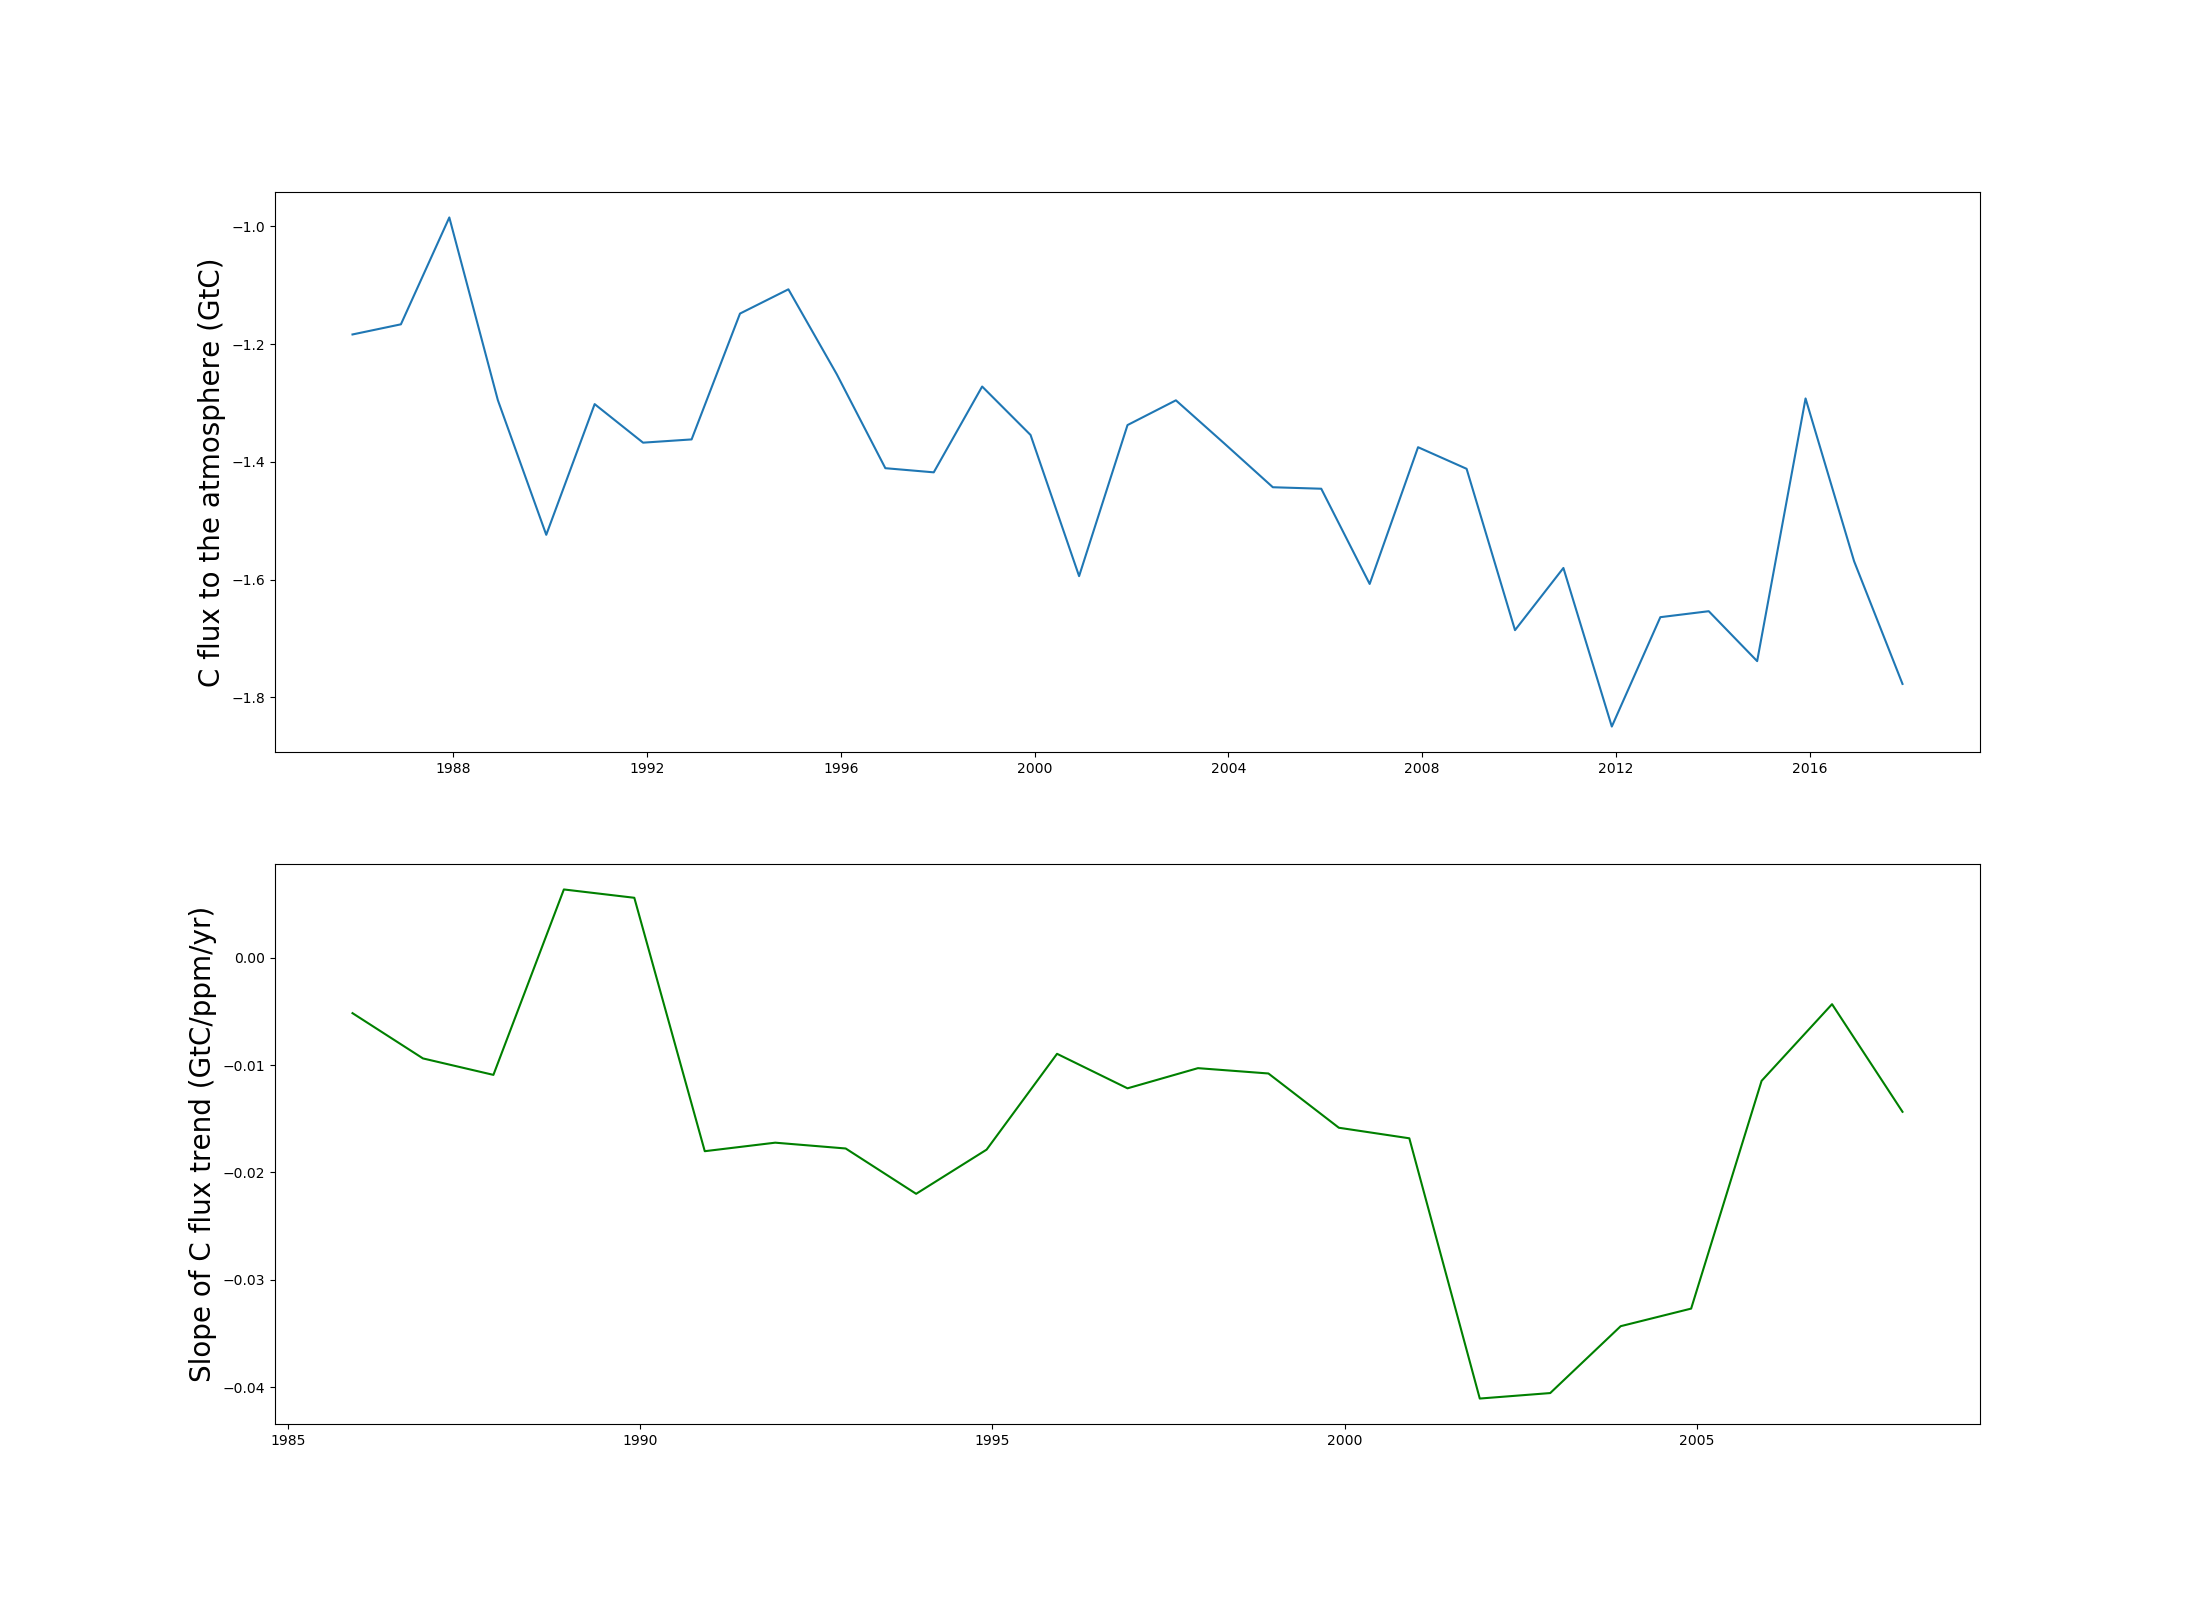 C flux to the atmosphere (GtC)
−1.0
−1.2
−1.4
−1.6
−1.8
1988 1992 1996 2000 2004 2008 2012 2016
Slope of C flux trend (GtC/ppm/yr)
0.00
−0.01
−0.02
−0.03
−0.04
1985 1990 1995 2000 2005